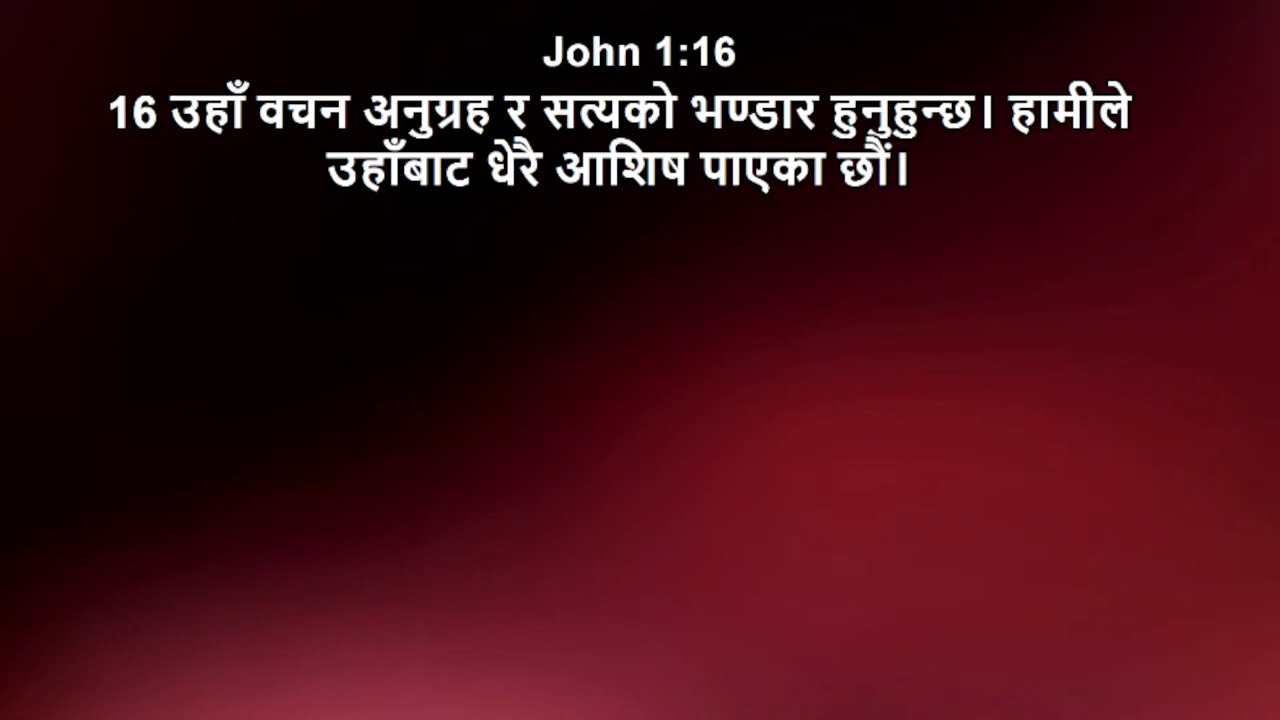 John 1:16
16 उहाँ वचन अनुग्रह र सत्यको भण्डार हुनुहुन्छ। हामीले
उहाँबाट धेरै आशिष पाएका छौं।